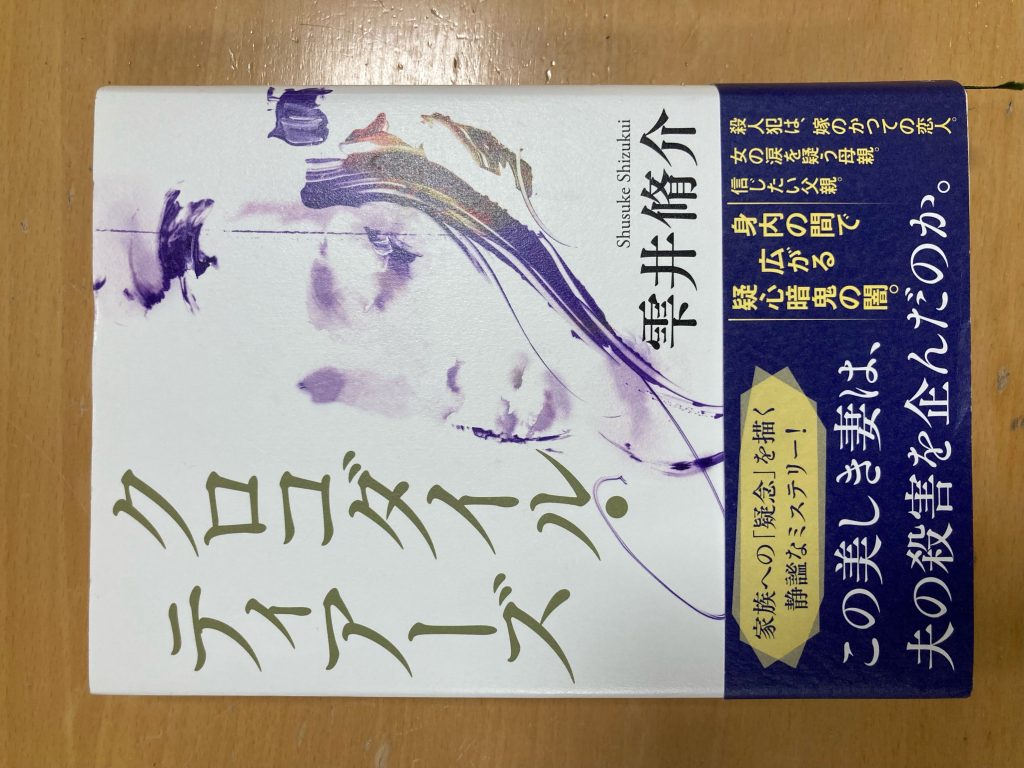 クロコダイル・
ティアーズ
雫井脩介
Shusuke Shizukui
殺人犯は、嫁のかつての恋人。
女の涙を疑う母親。
信じたい父親。
身内の間で
広がる
疑心暗鬼の闇。
家族への「疑念」を描く
静謐なミステリー!
この美しき妻は、
夫の殺害を企んだのか。